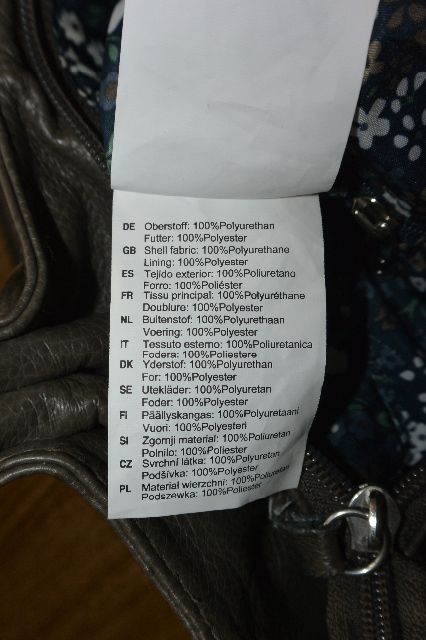 DE Oberstoff: 100%Polyurethan
Futter: 100%Polyester
GB Shell fabric: 100%Polyurethane
Lining: 100%Polyester
ES Tejido exterior: 100%Poliuretano
Forro: 100%Poliéster
FR Tissu principal: 100%Polyuréthane
Doublure: 100%Polyester
NL Buitenstof: 100%Polyurethaan
Voering: 100%Polyester
IT Tessuto esterno: 100%Poliuretanica
Fodera: 100%Poliestere
DK Yderstof: 100%Polyurethan
For: 100%Polyester
SE Utekläder: 100%Polyuretan
Foder: 100%Polyester
FI Päällyskangas: 100%Polyuretaani
Vuori: 100%Polyesteri
SI Zgornji material: 100%Poliuretan
Polnilo: 100%Poliester
CZ Svrchní látka: 100%Polyuretan
Podšívka: 100%Polyester
PL Materiał wierzchni: 100%Poliuretan
Podszewka: 100%Poliester